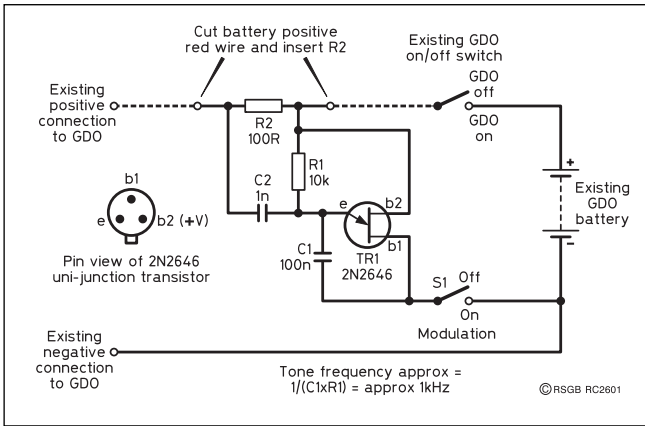 Cut battery positive
red wire and insert R2
Existing GDO
on/off switch
GDO
off
GDO
on
Existing
positive
connection
to GDO
R2
100R
R1
10k
C2
1n
e
b2
b1
TR1
2N2646
C1
100n
+
Existing
GDO
battery
–
b1
e
b2 (+V)
Pin view of 2N2646
uni-junction transistor
S1
Off
On
Modulation
Existing
negative
connection
to GDO
Tone frequency approx =
1/(C1xR1) = approx 1kHz
©RSGB RC2601